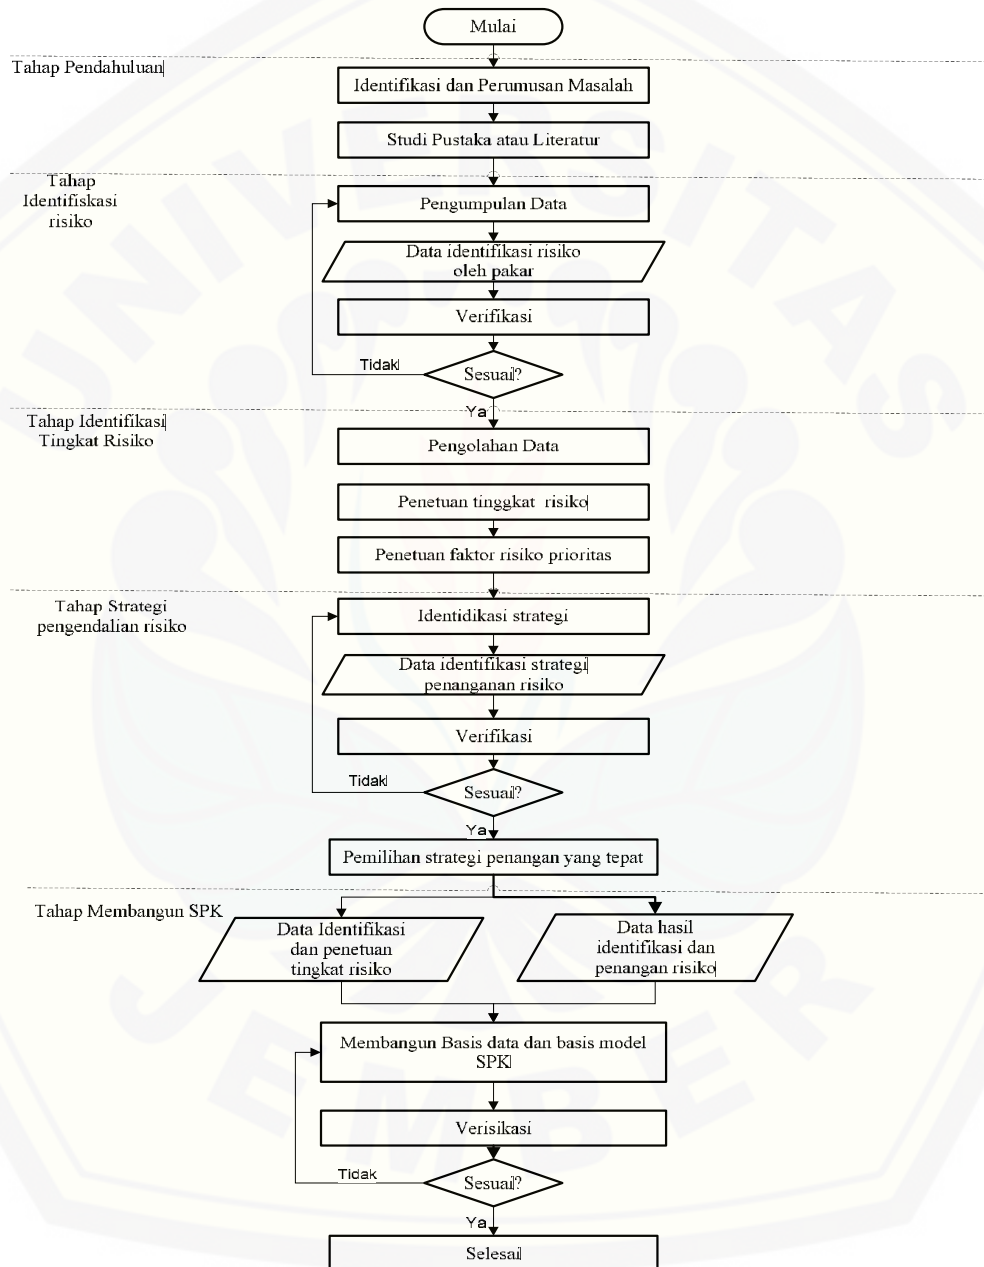 Mulai
Tahap Pendahuluan
Identifikasi dan Perumusan Masalah
Studi Pustaka atau Literatur
Tahap
Identifiskasi
risiko
Pengumpulan Data
Data identifikasi risiko
oleh pakar
Verifikasi
Tidak
Sesuai?
Ya
Tahap Identifikasi
Tingkat Risiko
Pengolahan Data
Penetuan tinggkat risiko
Penetuan faktor risiko prioritas
Tahap Strategi
pengendalian risiko
Identidikasi strategi
Data identifikasi strategi
penanganan risiko
Verifikasi
Tidak
Sesuai?
Ya
Pemilihan strategi penangan yang tepat
Tahap Membangun SPK
Data Identifikasi
dan penetuan
tingkat risiko
Data hasil
identifikasi dan
penangan risiko
Membangun Basis data dan basis model
SPK
Verisikasi
Tidak
Sesuai?
Ya
Selesai
UNIVERSITAS
JEMBER